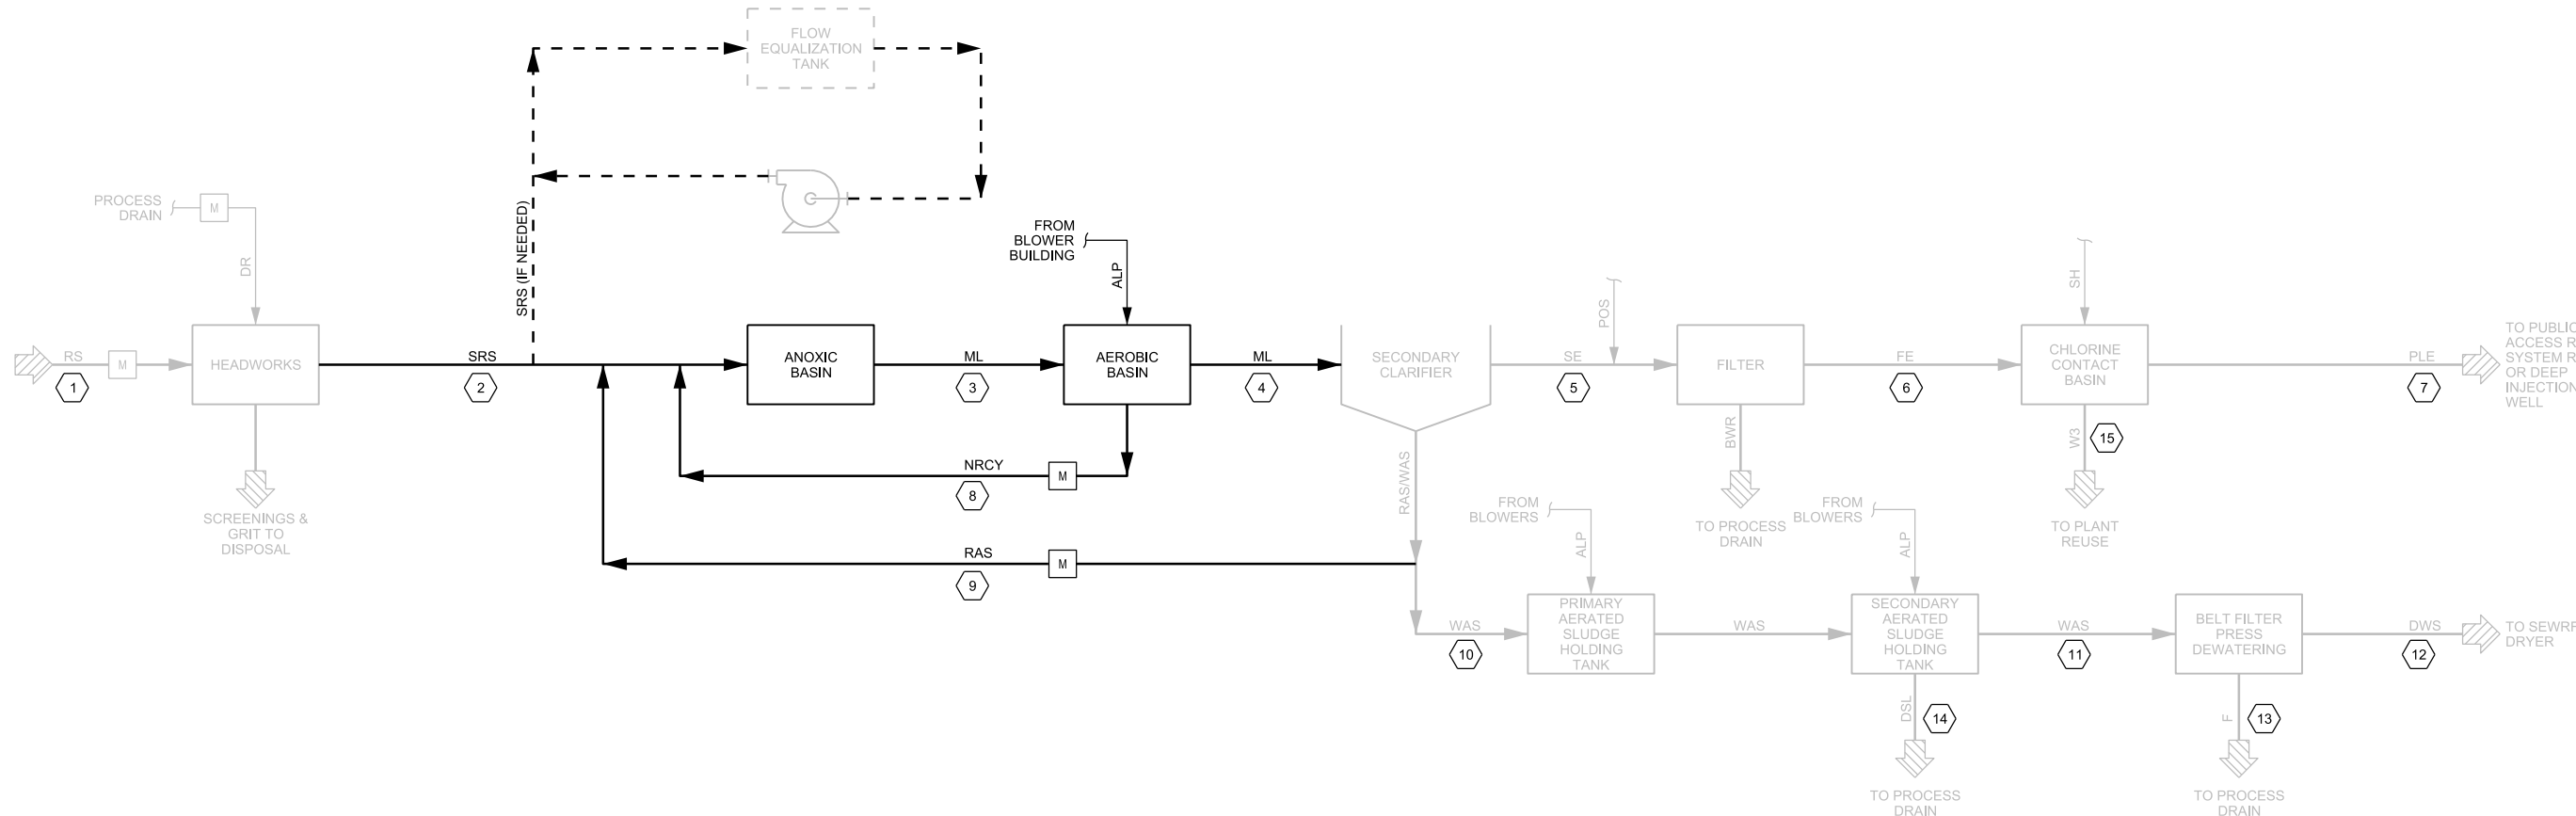 FLOW
EQUALIZATION
TANK
PROCESS
DRAIN
M
DR
SRS (IF NEEDED)
FROM
BLOWER
BUILDING
ALP
POS
SH
RS
M
1
HEADWORKS
SRS
2
ANOXIC
BASIN
ML
3
AEROBIC
BASIN
ML
4
SECONDARY
CLARIFIER
SE
5
FILTER
FE
6
CHLORINE
CONTACT
BASIN
PLE
7
TO PUBLIC
ACCESS R
SYSTEM R
OR DEEP
INJECTION
WELL
SCREENINGS &
GRIT TO
DISPOSAL
NRCY
M
8
RAS
M
9
RAS/WAS
BWR
TO PROCESS
DRAIN
W3
15
TO PLANT
REUSE
FROM
BLOWERS
ALP
FROM
BLOWERS
ALP
WAS
10
PRIMARY
AERATED
SLUDGE
HOLDING
TANK
WAS
SECONDARY
AERATED
SLUDGE
HOLDING
TANK
WAS
11
BELT FILTER
PRESS
DEWATERING
DWS
12
TO SEWRF
DRYER
DSL
14
TO PROCESS
DRAIN
F
13
TO PROCESS
DRAIN